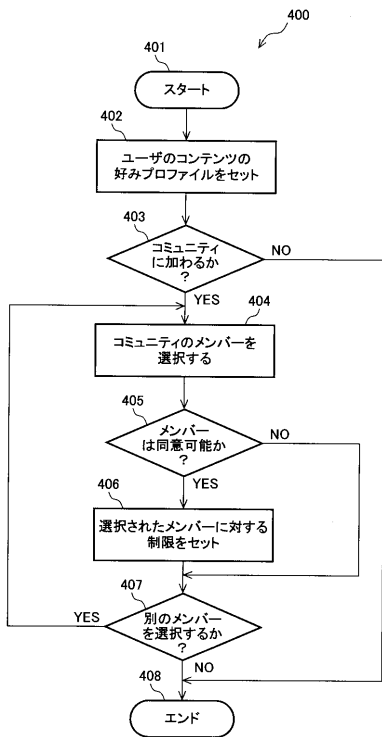 400
401
スタート
402
ユーザのコンテンツの
好みプロファイルをセット
403
コミュニティ
に加わるか
?
NO
YES
404
コミュニティのメンバーを
選択する
405
メンバー
は同意可能か
?
NO
YES
406
選択されたメンバーに対する
制限をセット
407
別のメンバー
を選択するか
?
YES
NO
408
エンド